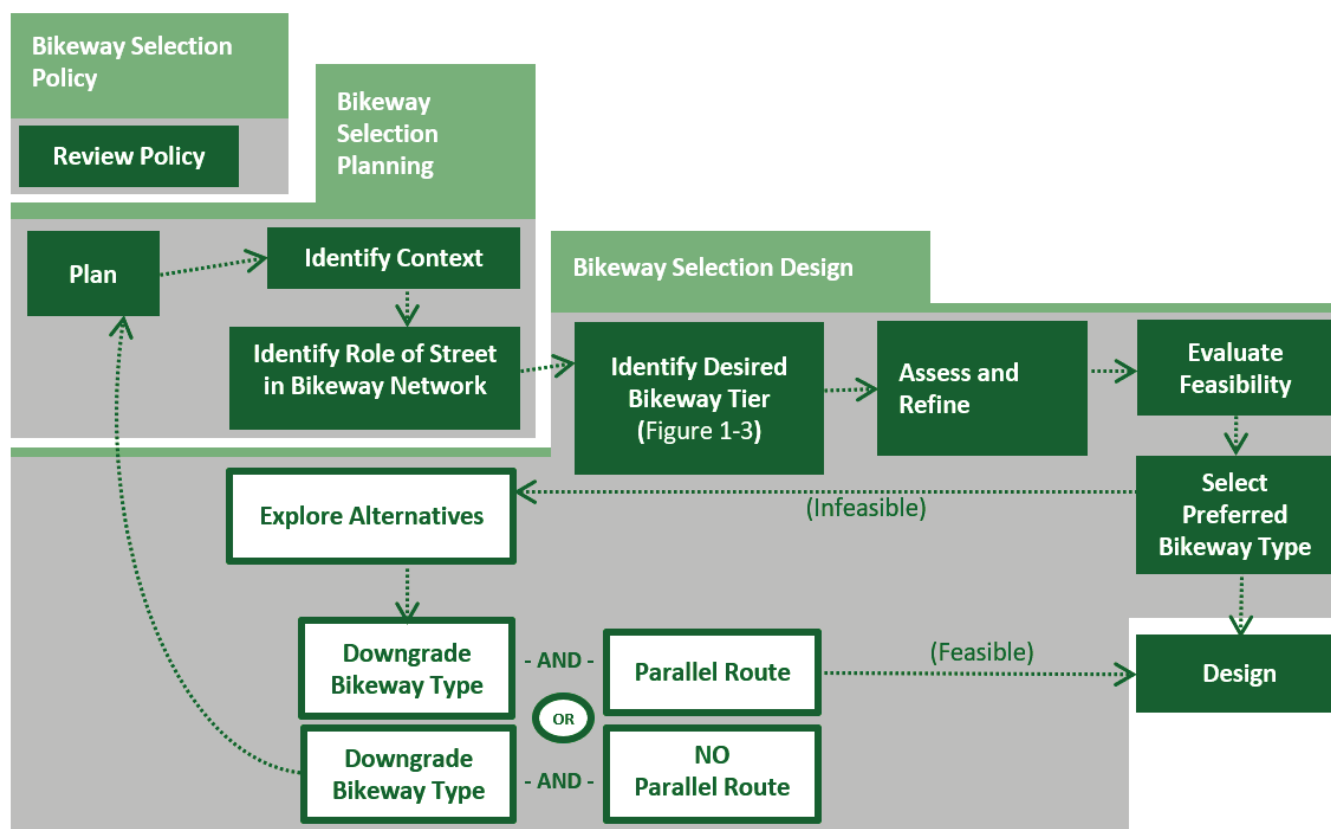 Bikeway Selection
Policy
Review Policy
Bikeway
Selection
Planning
Plan
Identify Context
Identify Role of Street
in Bikeway Network
Bikeway Selection Design
Identify Desired
Bikeway Tier
(Figure 1-3)
Assess and
Refine
Evaluate
Feasibility
Select
Preferred
Bikeway Type
(Infeasible)
Explore Alternatives
Downgrade
Bikeway Type
- AND -
Parallel Route
(Feasible)
Design
OR
Downgrade
Bikeway Type
- AND -
NO
Parallel Route